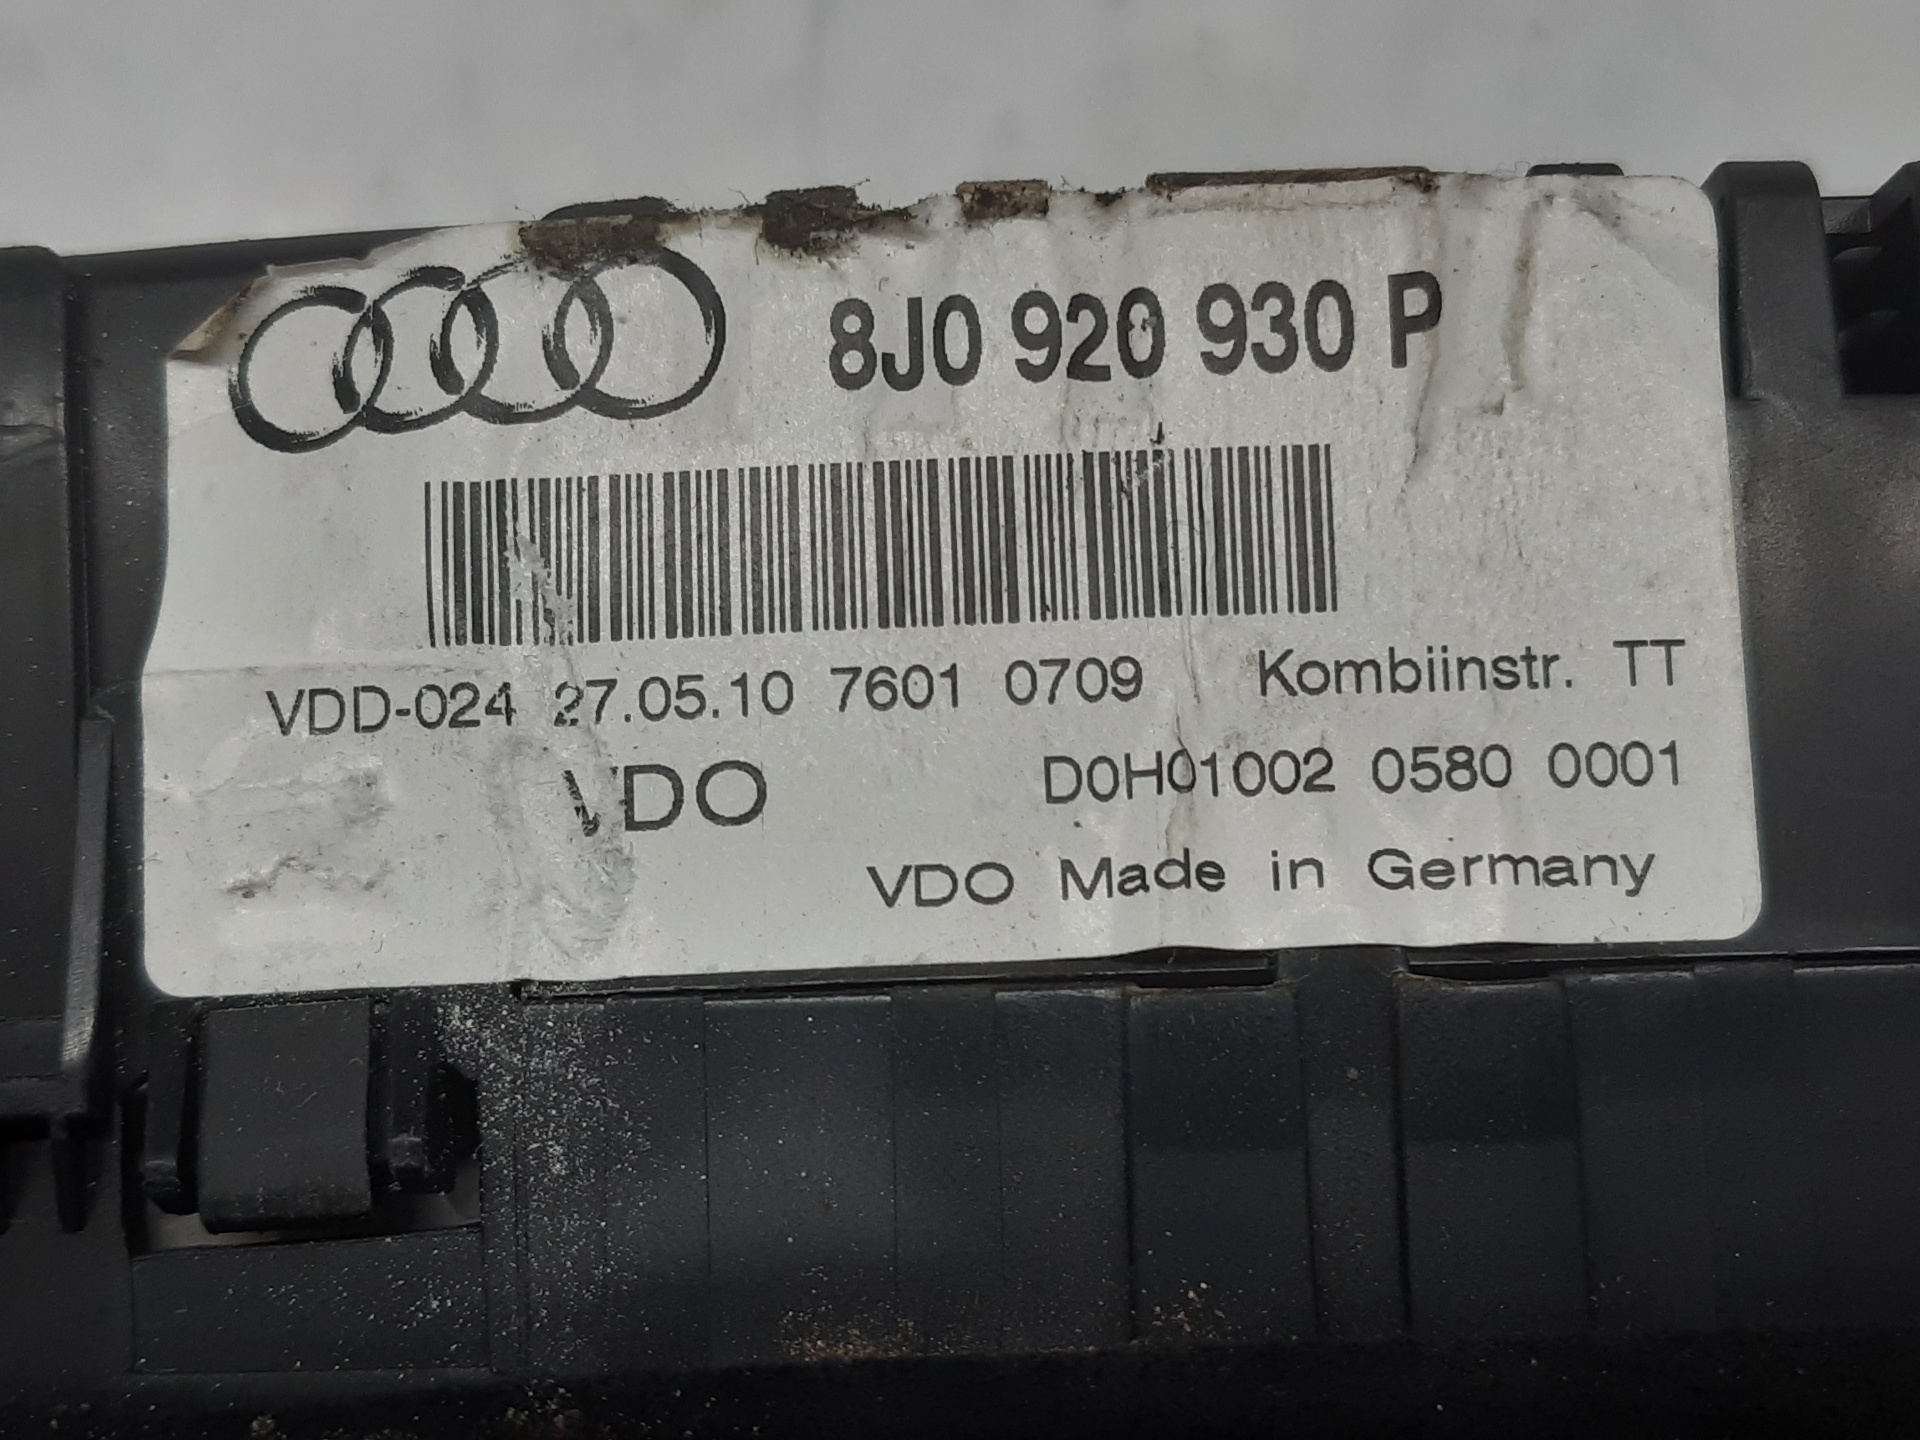 8J0 920 930 P
VDD-024 27.05.10 7601 0709 Kombiinstr. TT
VDO D0H01002 0580 0001
VDO Made in Germany